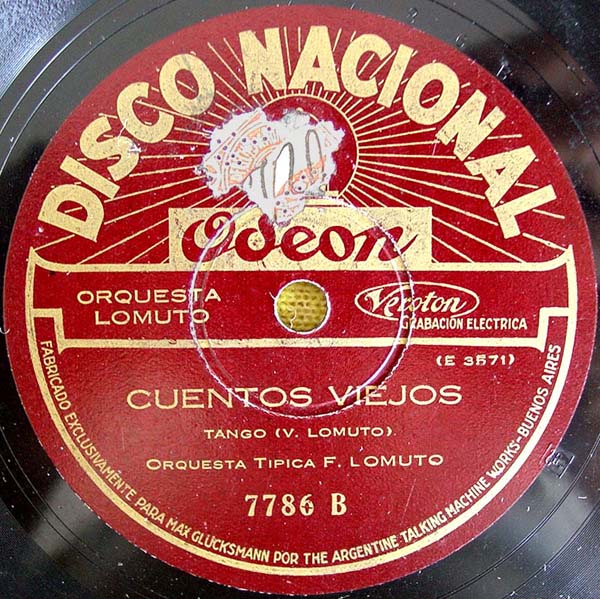 DISCO NACIONAL
Odeon
ORQUESTA
LOMUTO
Veroton
GRABACIÓN ELECTRICA
(E 3571)
CUENTOS VIEJOS
TANGO (V. LOMUTO).
ORQUESTA TIPICA F. LOMUTO
7786 B
FABRICADO EXCLUSIVAMENTE PARA MAX GLÜCKSMANN POR THE ARGENTINE TALKING MACHINE WORKS-BUENOS AIRES